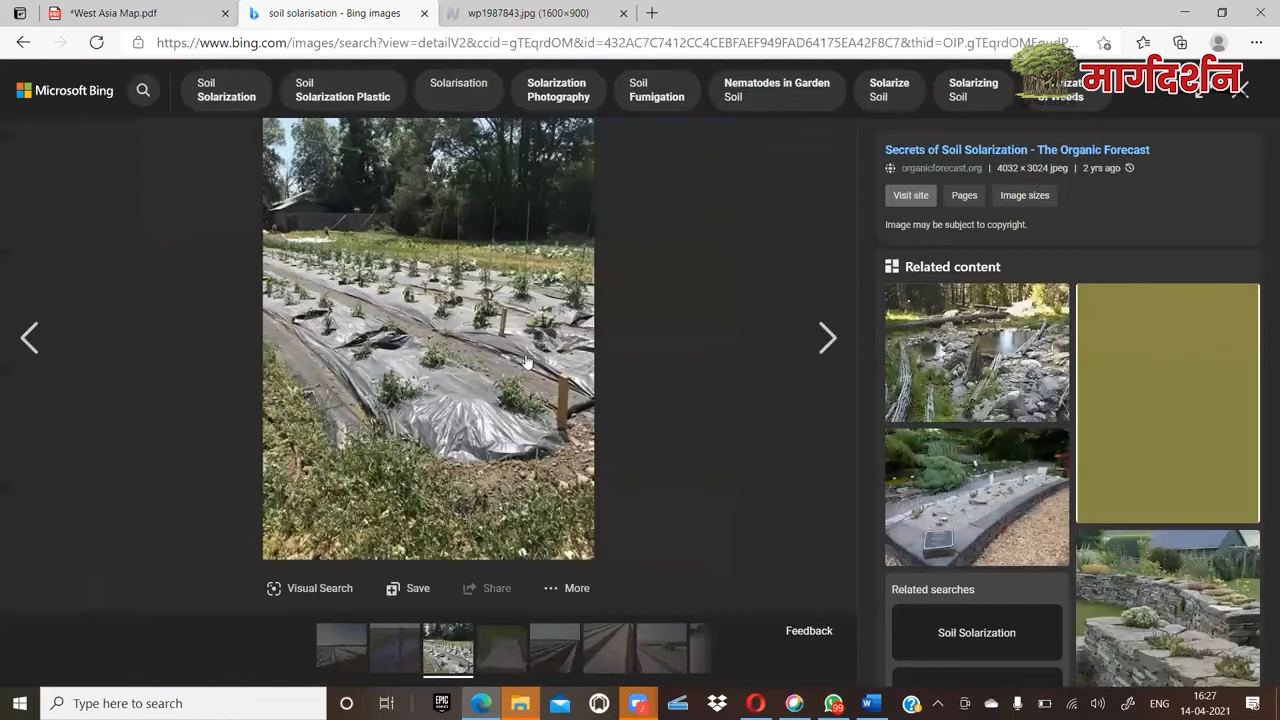 *West Asia Map.pdf
soil solarisation - Bing images
wp1987843.jpg (1600×900)
https://www.bing.com/images/search?view=detailV2&ccid=gTEqrdOM&id=432AC7C7412CC4CEBFAEF949FAD64175EA42F8C7&thid=OIP.gTEqrdOMFqwdP...
Microsoft Bing
Soil
Solarization
Soil
Solarization Plastic
Solarisation
Solarization
Photography
Soil
Fumigation
Nematodes in Garden
Soil
Solarize
Soil
Solarizing
Soil
मार्गदर्शन
Secrets of Soil Solarization - The Organic Forecast
organicforecast.org | 4032 × 3024 jpeg | 2 yrs ago
Visit site
Pages
Image sizes
Image may be subject to copyright.
Related content
Visual Search
Save
Share
More
Related searches
Soil Solarization
Feedback
Type here to search
99
ENG
16:27
14-04-2021